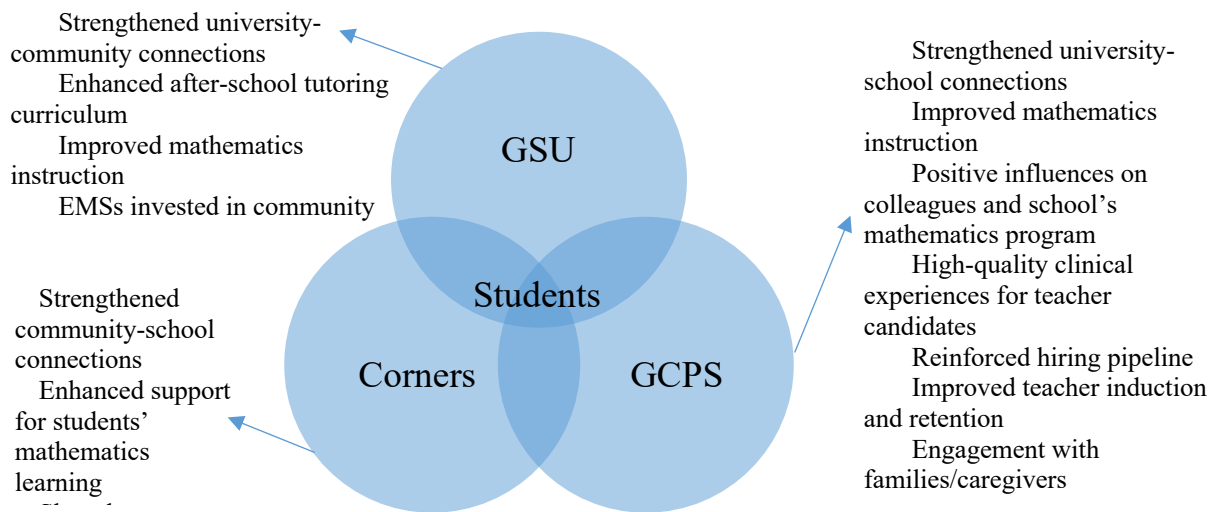 Strengthened university-
community connections
Enhanced after-school tutoring
curriculum
Improved mathematics
instruction
EMSs invested in community
GSU
Strengthened university-
school connections
Improved mathematics
instruction
Positive influences on
colleagues and school’s
mathematics program
High-quality clinical
experiences for teacher
candidates
Reinforced hiring pipeline
Improved teacher induction
and retention
Engagement with
families/caregivers
Students
Strengthened
community-school
connections
Enhanced support
for students’
mathematics
learning
Corners
GCPS